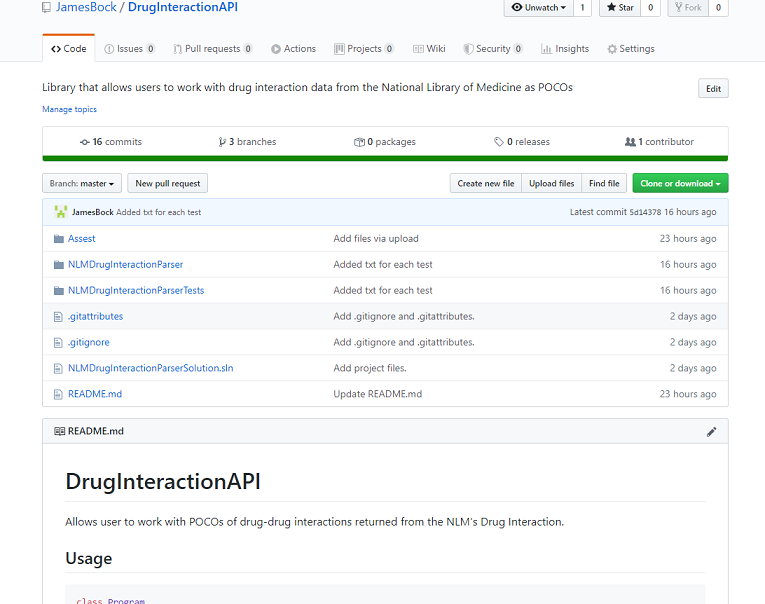 JamesBock / DrugInteractionAPI
Unwatch 1 Star 0 Fork 0
Code Issues 0 Pull requests 0 Actions Projects 0 Wiki Security 0 Insights Settings
Library that allows users to work with drug interaction data from the National Library of Medicine as POCOs Edit
Manage topics
16 commits 3 branches 0 packages 0 releases 1 contributor
Branch: master New pull request Create new file Upload files Find file Clone or download
JamesBock Added txt for each test Latest commit 5d14378 16 hours ago
Assest Add files via upload 23 hours ago
NLMDrugInteractionParser Added txt for each test 16 hours ago
NLMDrugInteractionParserTests Added txt for each test 16 hours ago
.gitattributes Add .gitignore and .gitattributes. 2 days ago
.gitignore Add .gitignore and .gitattributes. 2 days ago
NLMDrugInteractionParserSolution.sln Add project files. 2 days ago
README.md Update README.md 23 hours ago
README.md
DrugInteractionAPI
Allows user to work with POCOs of drug-drug interactions returned from the NLM's Drug Interaction.
Usage
class Program